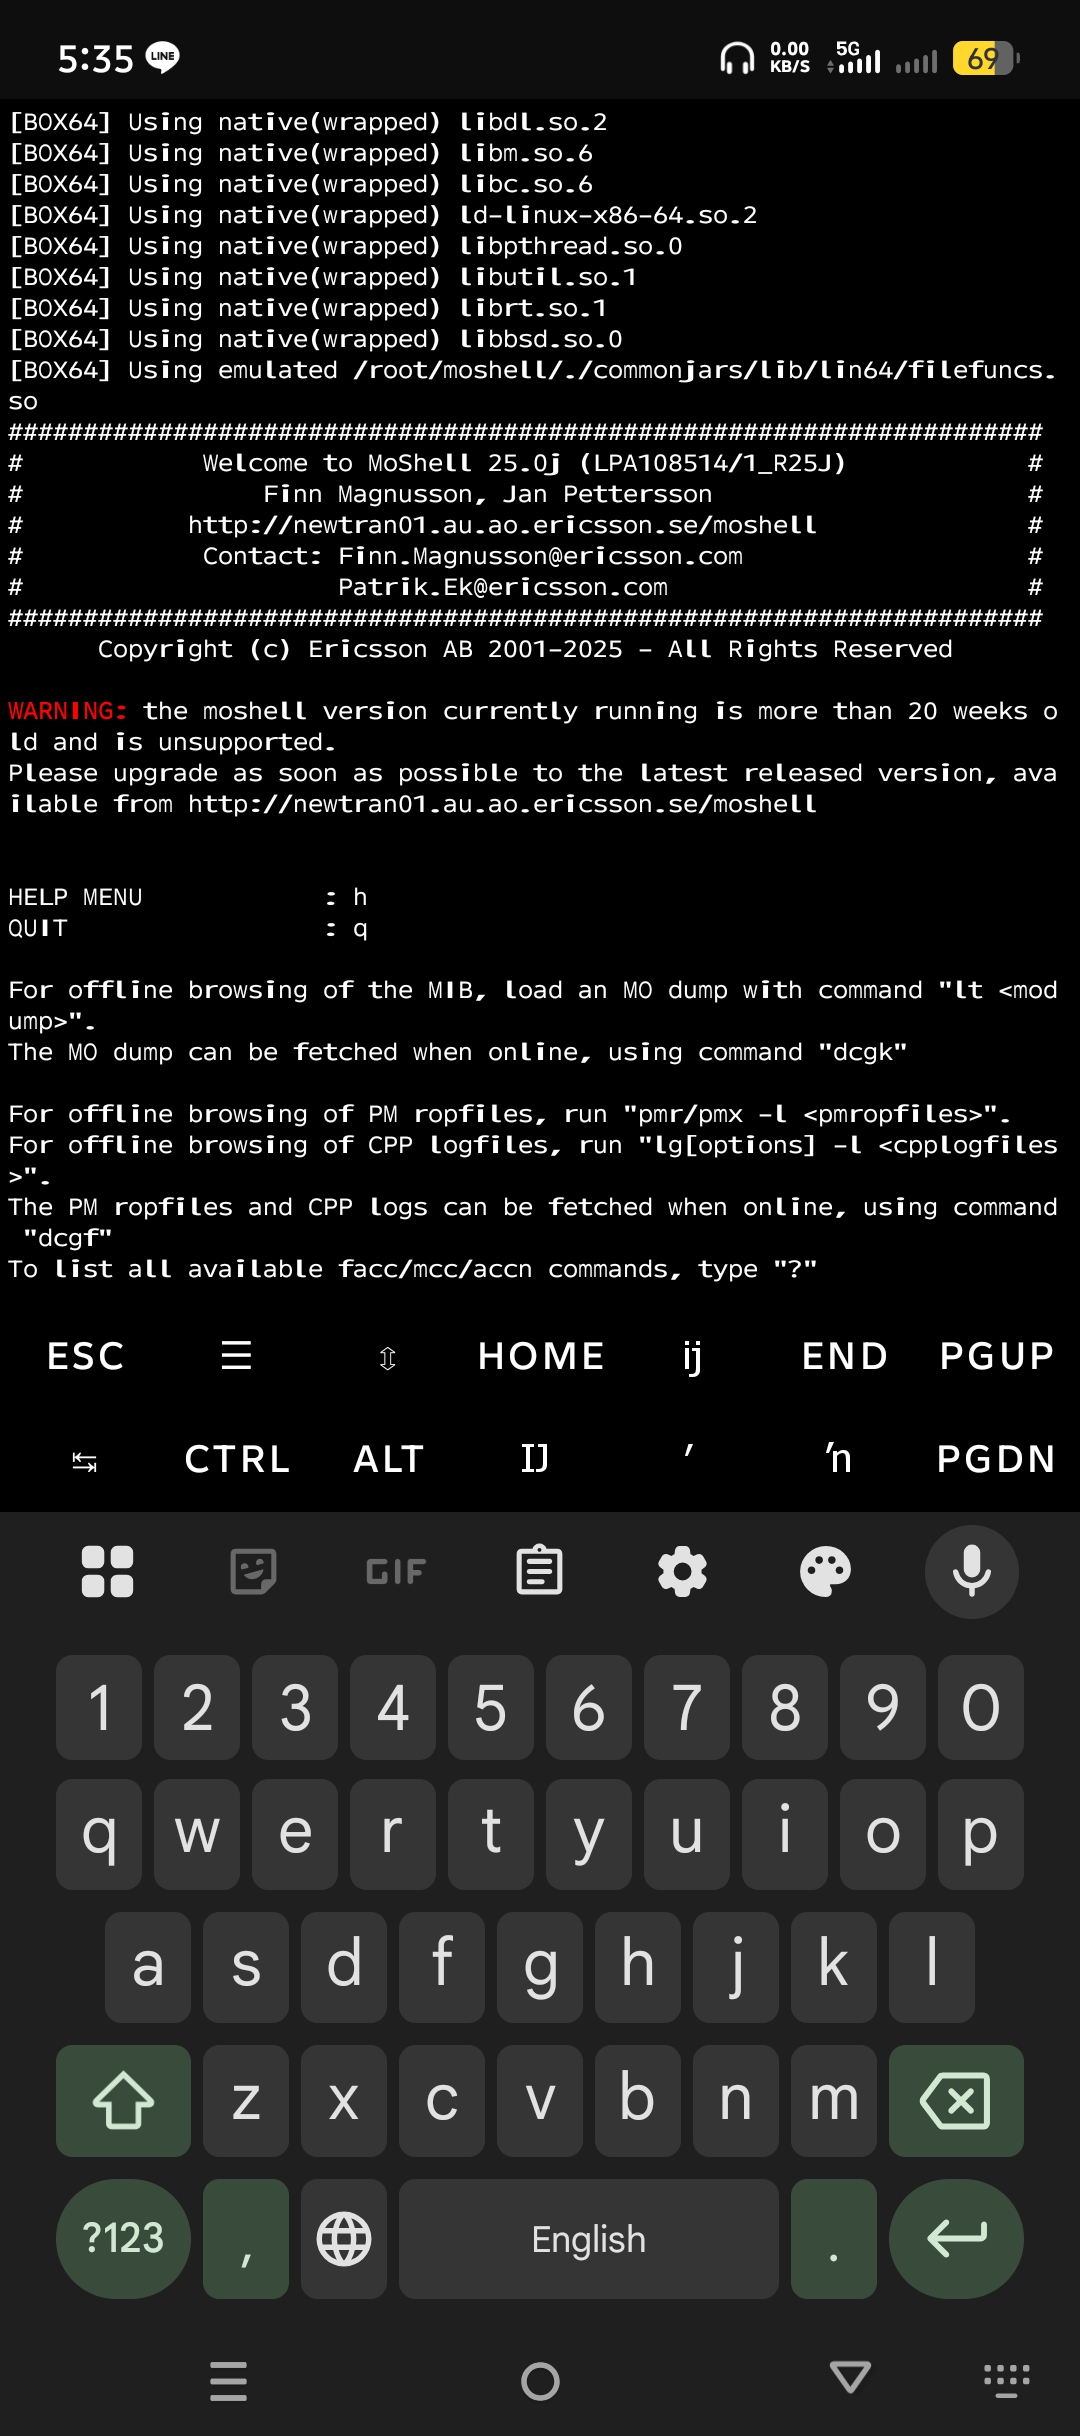 5:35 LINE 0.00 KB/S 5G 69
[BOX64] Using native(wrapped) libdl.so.2
[BOX64] Using native(wrapped) libm.so.6
[BOX64] Using native(wrapped) libc.so.6
[BOX64] Using native(wrapped) ld-linux-x86-64.so.2
[BOX64] Using native(wrapped) libpthread.so.0
[BOX64] Using native(wrapped) libutil.so.1
[BOX64] Using native(wrapped) librt.so.1
[BOX64] Using native(wrapped) libbsd.so.0
[BOX64] Using emulated /root/moshell/./commonjars/lib/lin64/filefuncs.
so
#####################################################################
# Welcome to MoShell 25.0j (LPA108514/1_R25J) #
# Finn Magnusson, Jan Pettersson #
# http://newtran01.au.ao.ericsson.se/moshell #
# Contact: Finn.Magnusson@ericsson.com #
# Patrik.Ek@ericsson.com #
#####################################################################
Copyright (c) Ericsson AB 2001-2025 - All Rights Reserved
WARNING: the moshell version currently running is more than 20 weeks o
ld and is unsupported.
Please upgrade as soon as possible to the latest released version, ava
ilable from http://newtran01.au.ao.ericsson.se/moshell
HELP MENU : h
QUIT : q
For offline browsing of the MIB, load an MO dump with command "lt <mod
ump>".
The MO dump can be fetched when online, using command "dcgk"
For offline browsing of PM ropfiles, run "pmr/pmx -l <pmropfiles>".
For offline browsing of CPP logfiles, run "lg[options] -l <cpplogfiles
>".
The PM ropfiles and CPP logs can be fetched when online, using command
"dcgf"
To list all available facc/mcc/accn commands, type "?"
ESC ☰ ⇳ HOME ĳ END PGUP
↹ CTRL ALT Ĳ ′ ŉ PGDN
GIF
1 2 3 4 5 6 7 8 9 0
q w e r t y u i o p
a s d f g h j k l
z x c v b n m
?123 , English .